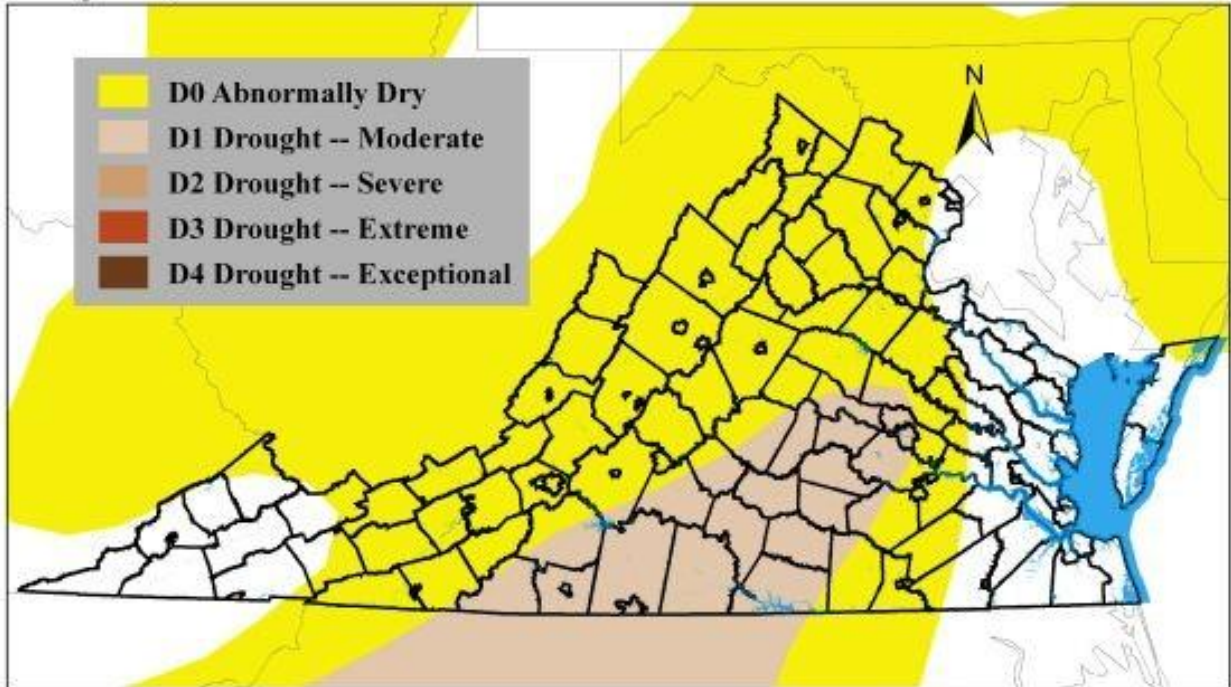 D0 Abnormally Dry
D1 Drought -- Moderate
D2 Drought -- Severe
D3 Drought -- Extreme
D4 Drought -- Exceptional
N